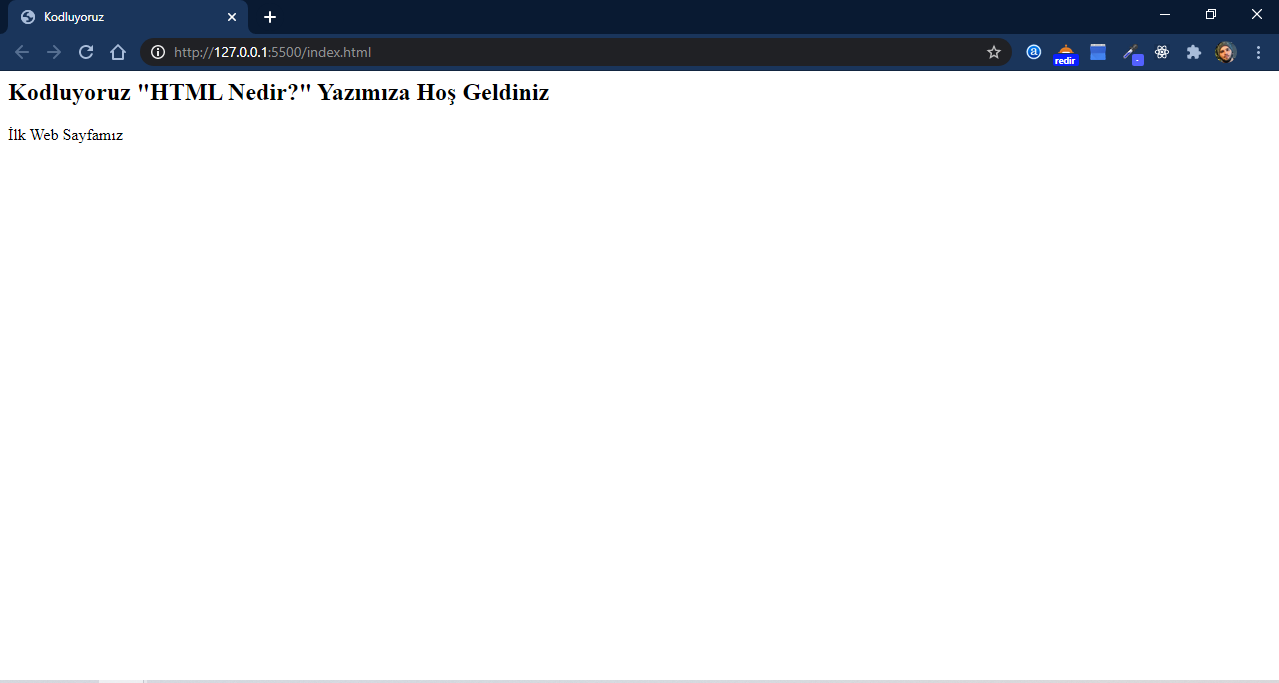 Kodluyoruz
http://127.0.0.1:5500/index.html
redir
Kodluyoruz "HTML Nedir?" Yazımıza Hoş Geldiniz
İlk Web Sayfamız